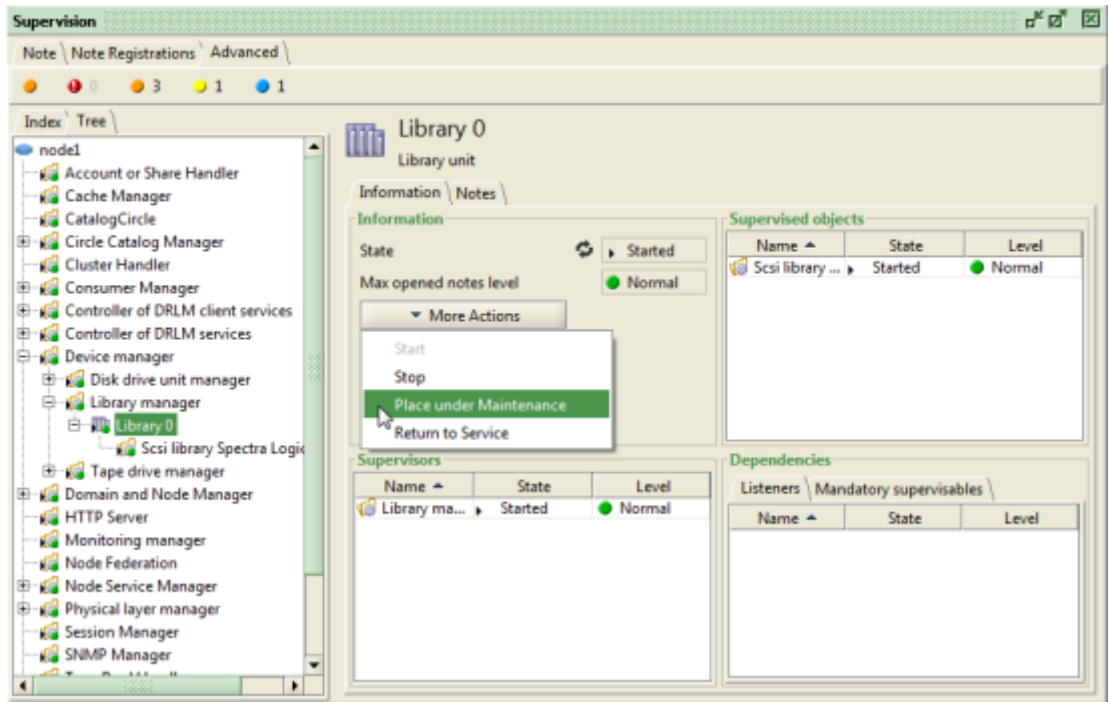 Supervision
Note Note Registrations Advanced
0 3 1 1
Index Tree
node1
Account or Share Handler
Cache Manager
CatalogCircle
Circle Catalog Manager
Cluster Handler
Consumer Manager
Controller of DRLM client services
Controller of DRLM services
Device manager
Disk drive unit manager
Library manager
Library 0
Scsi library Spectra Logic
Tape drive manager
Domain and Node Manager
HTTP Server
Monitoring manager
Node Federation
Node Service Manager
Physical layer manager
Session Manager
SNMP Manager
Library 0
Library unit
Information Notes
Information
State Started
Max opened notes level Normal
More Actions
Start
Stop
Place under Maintenance
Return to Service
Supervised objects
Name State Level
Scsi library ... Started Normal
Supervisors
Name State Level
Library ma... Started Normal
Dependencies
Listeners Mandatory supervisables
Name State Level